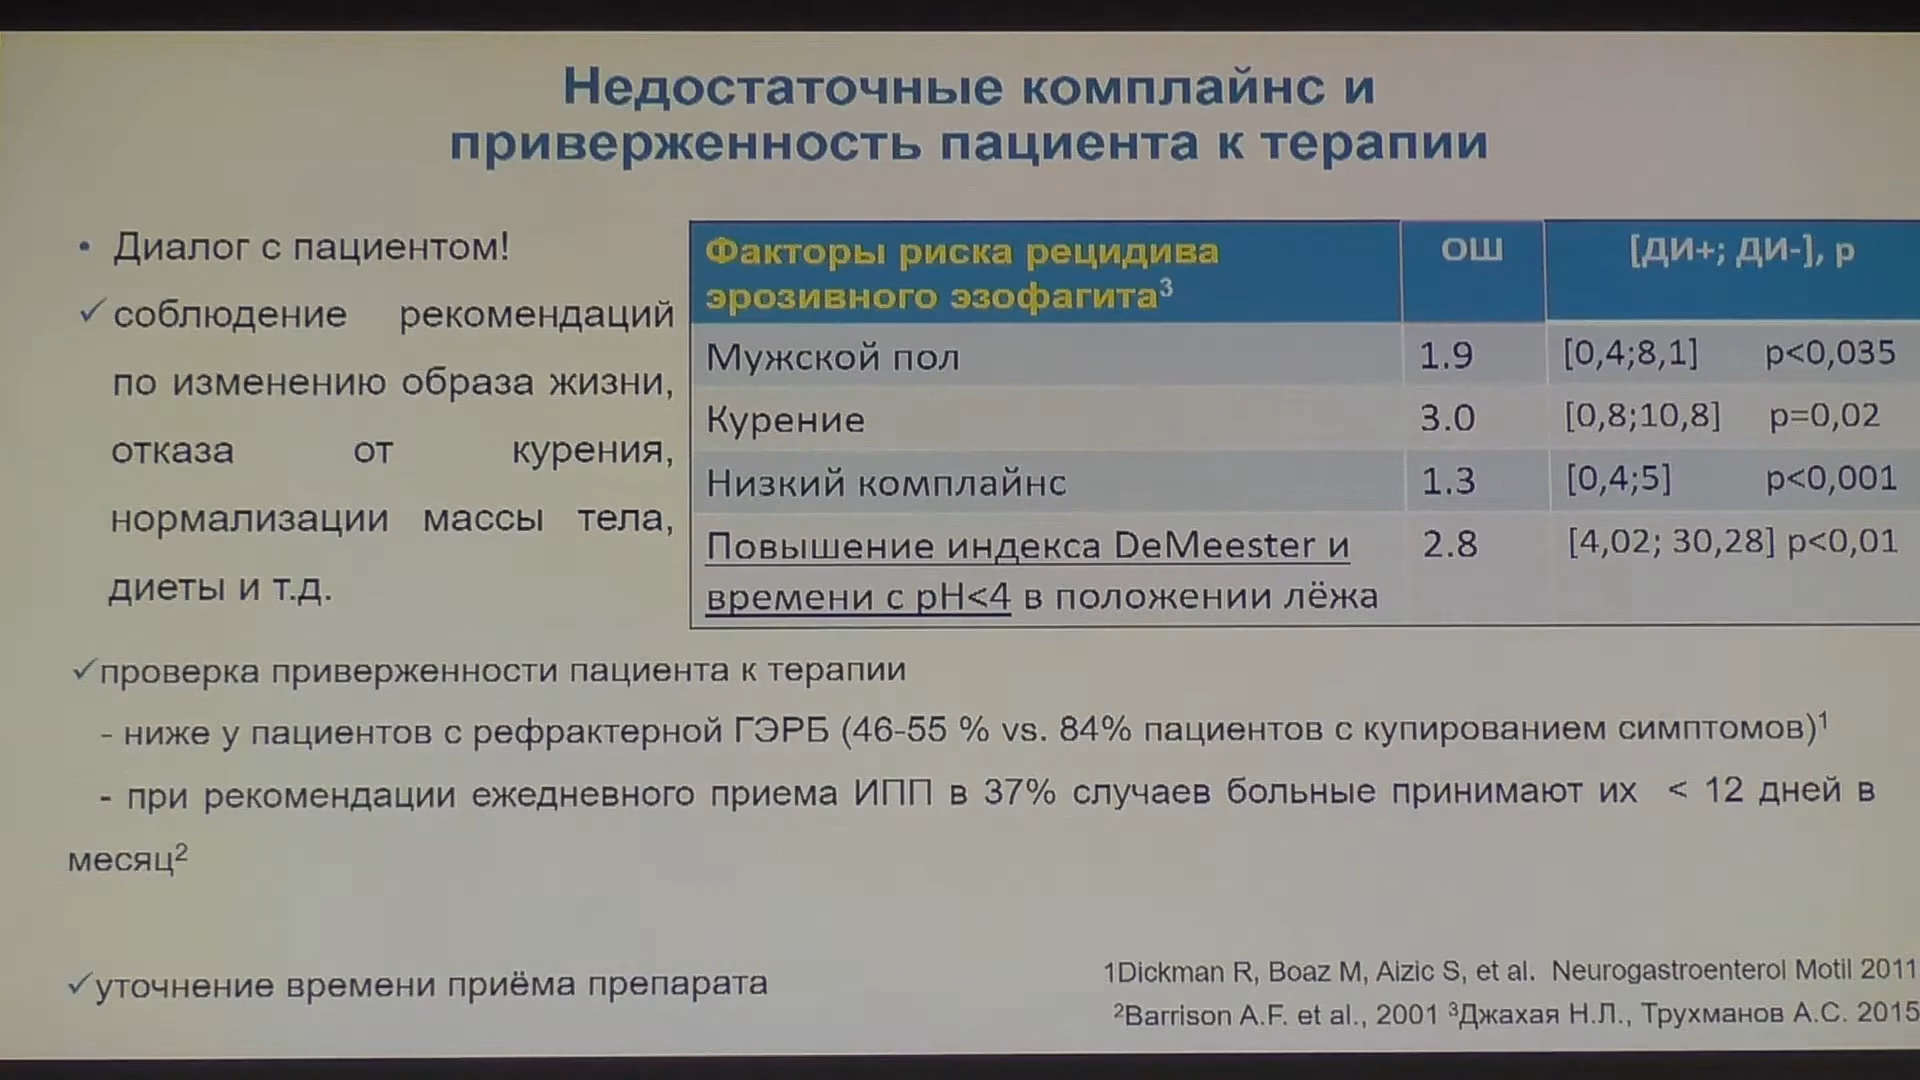 Недостаточные комплайнс и
приверженность пациента к терапии
• Диалог с пациентом!
✓ соблюдение рекомендаций
по изменению образа жизни,
отказа от курения,
нормализации массы тела,
диеты и т.д.
Факторы риска рецидива
эрозивного эзофагита³
ОШ
[ДИ+; ДИ-], p
Мужской пол 1.9 [0,4;8,1] p<0,035
Курение 3.0 [0,8;10,8] p=0,02
Низкий комплайнс 1.3 [0,4;5] p<0,001
Повышение индекса DeMeester и 2.8 [4,02; 30,28] p<0,01
времени с pH<4 в положении лёжа
✓проверка приверженности пациента к терапии
- ниже у пациентов с рефрактерной ГЭРБ (46-55 % vs. 84% пациентов с купированием симптомов)¹
- при рекомендации ежедневного приема ИПП в 37% случаев больные принимают их < 12 дней в
месяц²
✓уточнение времени приёма препарата
1Dickman R, Boaz M, Aizic S, et al. Neurogastroenterol Motil 2011
²Barrison A.F. et al., 2001 ³Джахая Н.Л., Трухманов А.С. 2015